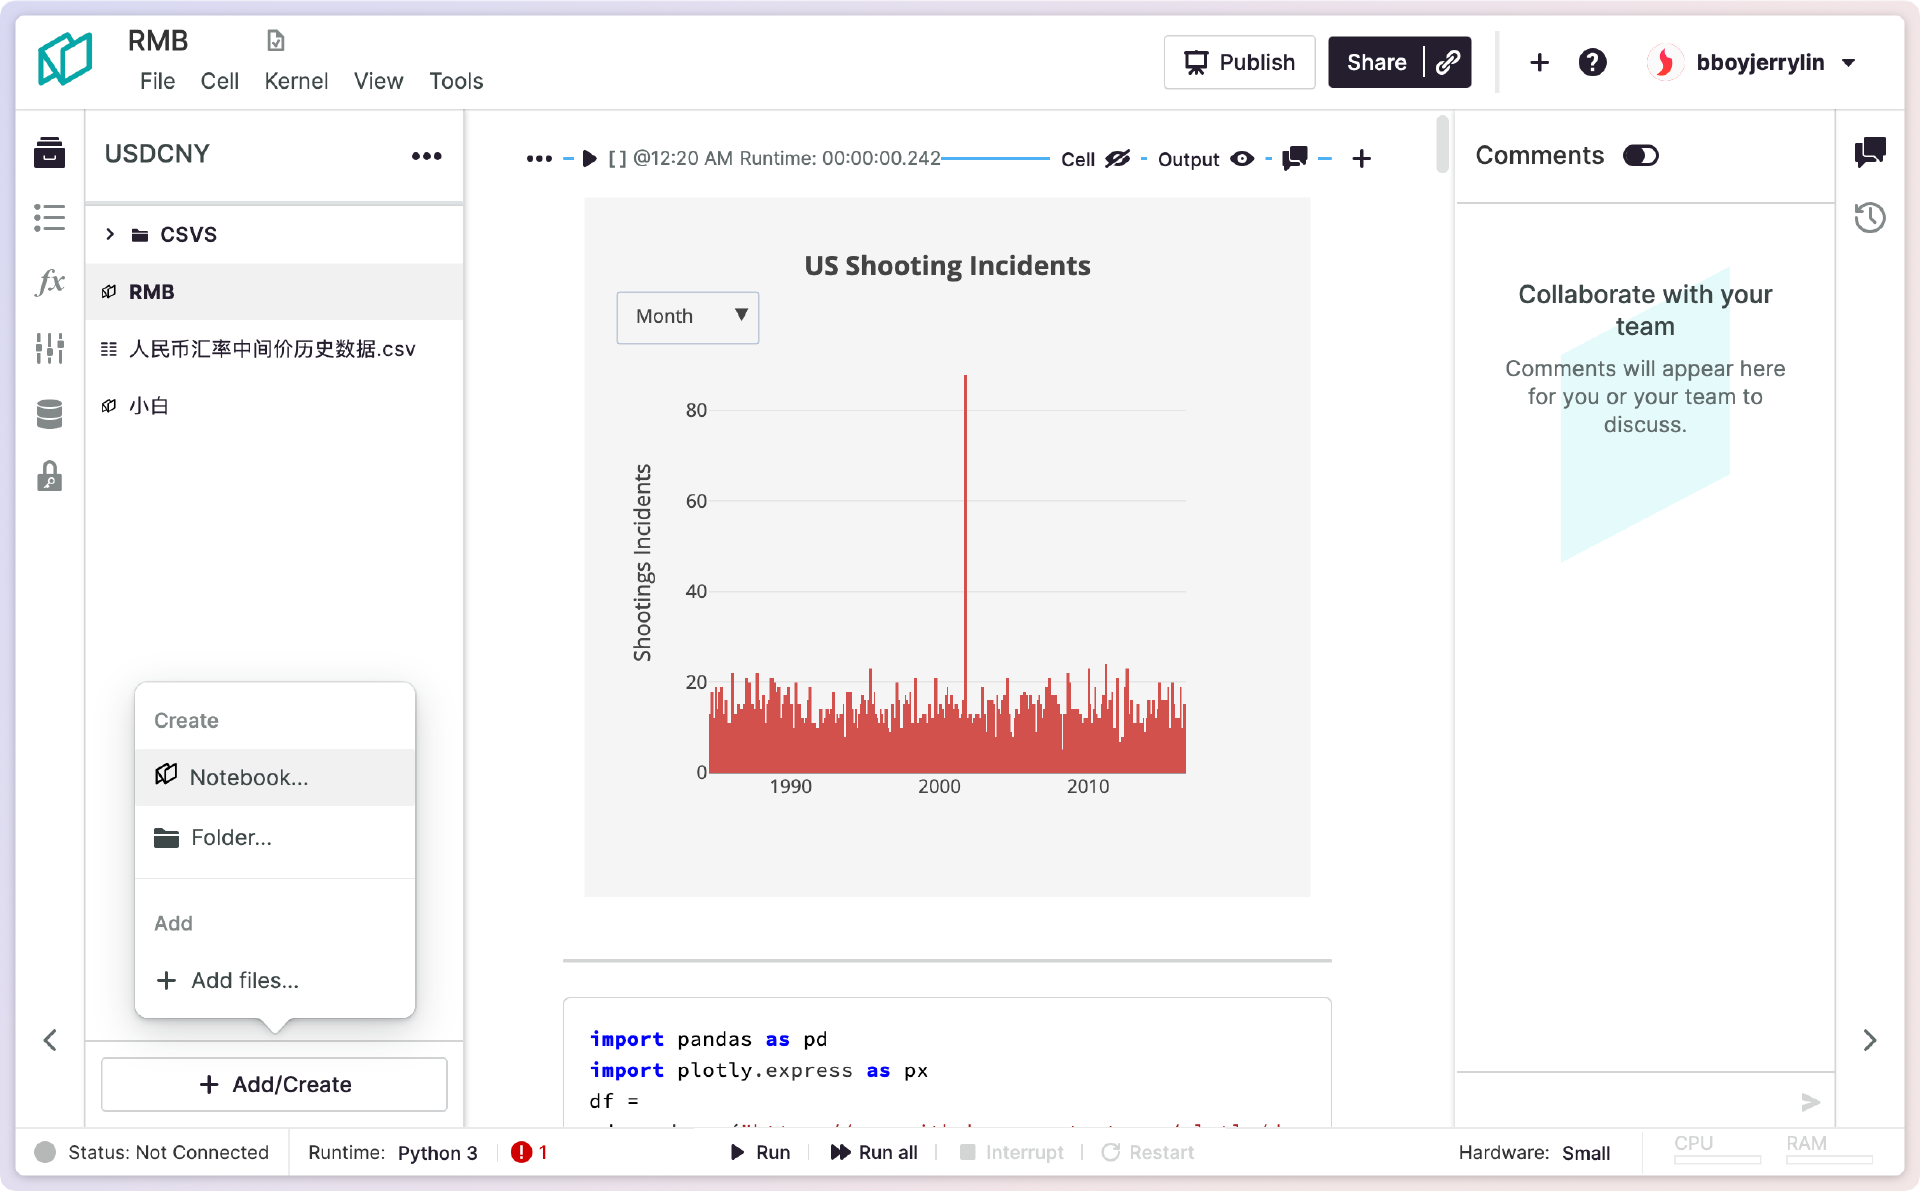 RMB
File Cell Kernel View Tools
Publish
Share
bboyjerrylin
USDCNY
CSVS
RMB
人民币汇率中间价历史数据.csv
小白
Create
Notebook...
Folder...
Add
Add files...
Add/Create
[ ] @12:20 AM Runtime: 00:00:00.242
Cell
Output
US Shooting Incidents
Month
Shootings Incidents
80
60
40
20
0
1990 2000 2010
import pandas as pd
import plotly.express as px
df =
Comments
Collaborate with your
team
Comments will appear here
for you or your team to
discuss.
Status: Not Connected
Runtime: Python 3
1
Run
Run all
Interrupt
Restart
Hardware: Small
CPU
RAM